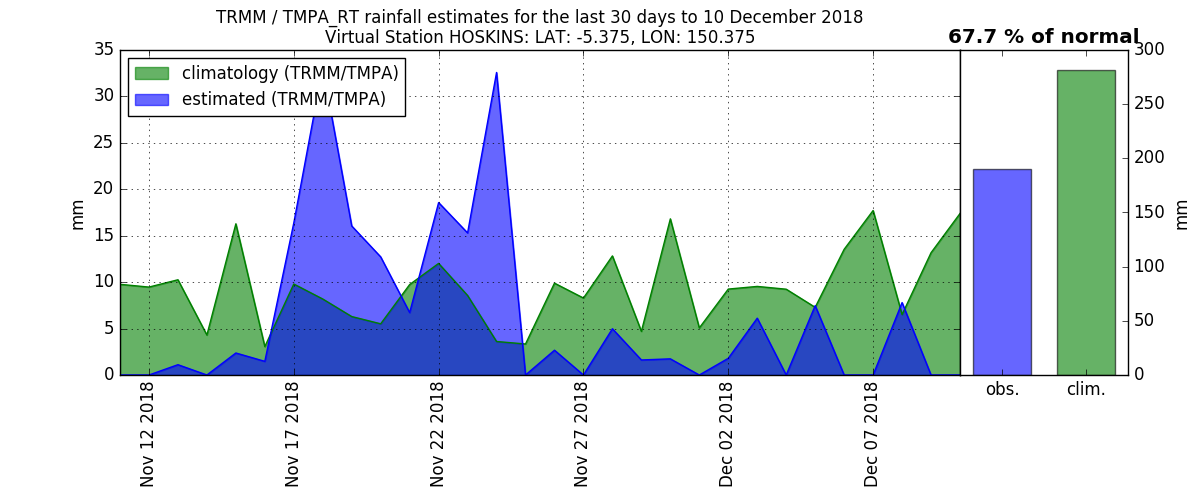 TRMM / TMPA_RT rainfall estimates for the last 30 days to 10 December 2018
Virtual Station HOSKINS: LAT: -5.375, LON: 150.375
67.7 % of normal
climatology (TRMM/TMPA)
estimated (TRMM/TMPA)
35
30
25
20
15
10
5
0
mm
Nov 12 2018
Nov 17 2018
Nov 22 2018
Nov 27 2018
Dec 02 2018
Dec 07 2018
obs.
clim.
300
250
200
150
100
50
0
mm